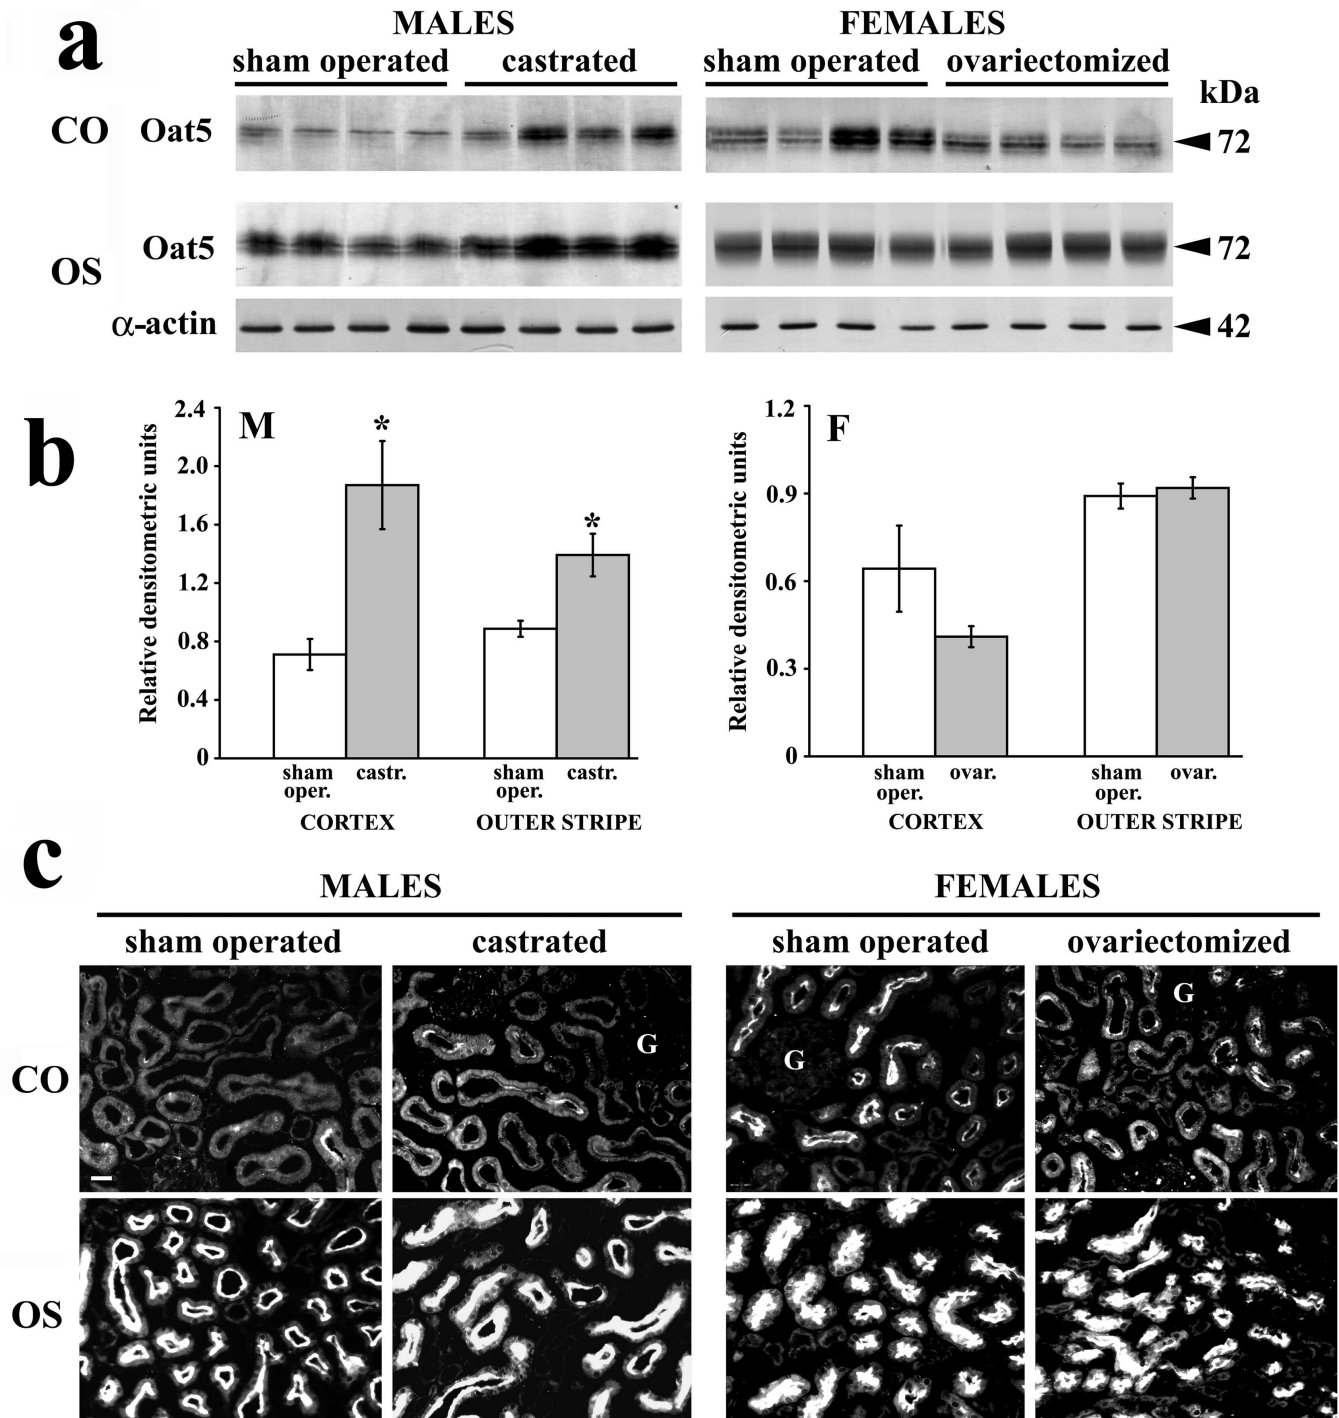 a
MALES
FEMALES
sham operated
castrated
sham operated
ovariectomized
kDa
CO
Oat5
72
Oat5
72
OS
α-actin
42
b
M
Relative densitometric units
2.4
2.0
1.6
1.2
0.8
0.4
0
*
*
sham oper.
castr.
sham oper.
castr.
CORTEX
OUTER STRIPE
F
Relative densitometric units
1.2
0.9
0.6
0.3
0
sham oper.
ovar.
sham oper.
ovar.
CORTEX
OUTER STRIPE
c
MALES
FEMALES
sham operated
castrated
sham operated
ovariectomized
CO
G
G
G
OS